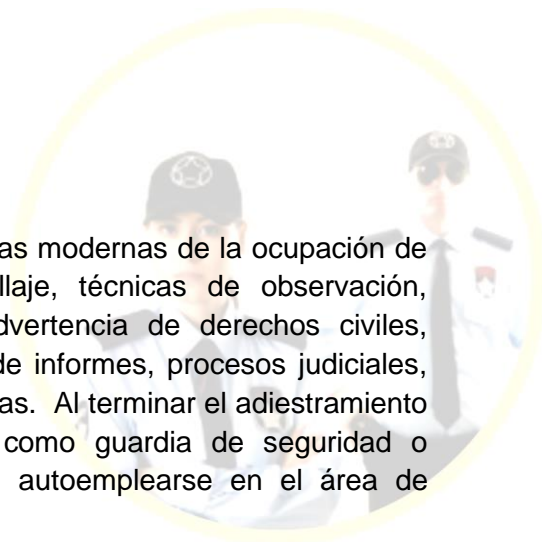 as modernas de la ocupación de
llaje, técnicas de observación,
dvertencia de derechos civiles,
de informes, procesos judiciales,
as. Al terminar el adiestramiento
como guardia de seguridad o
autoemplearse en el área de